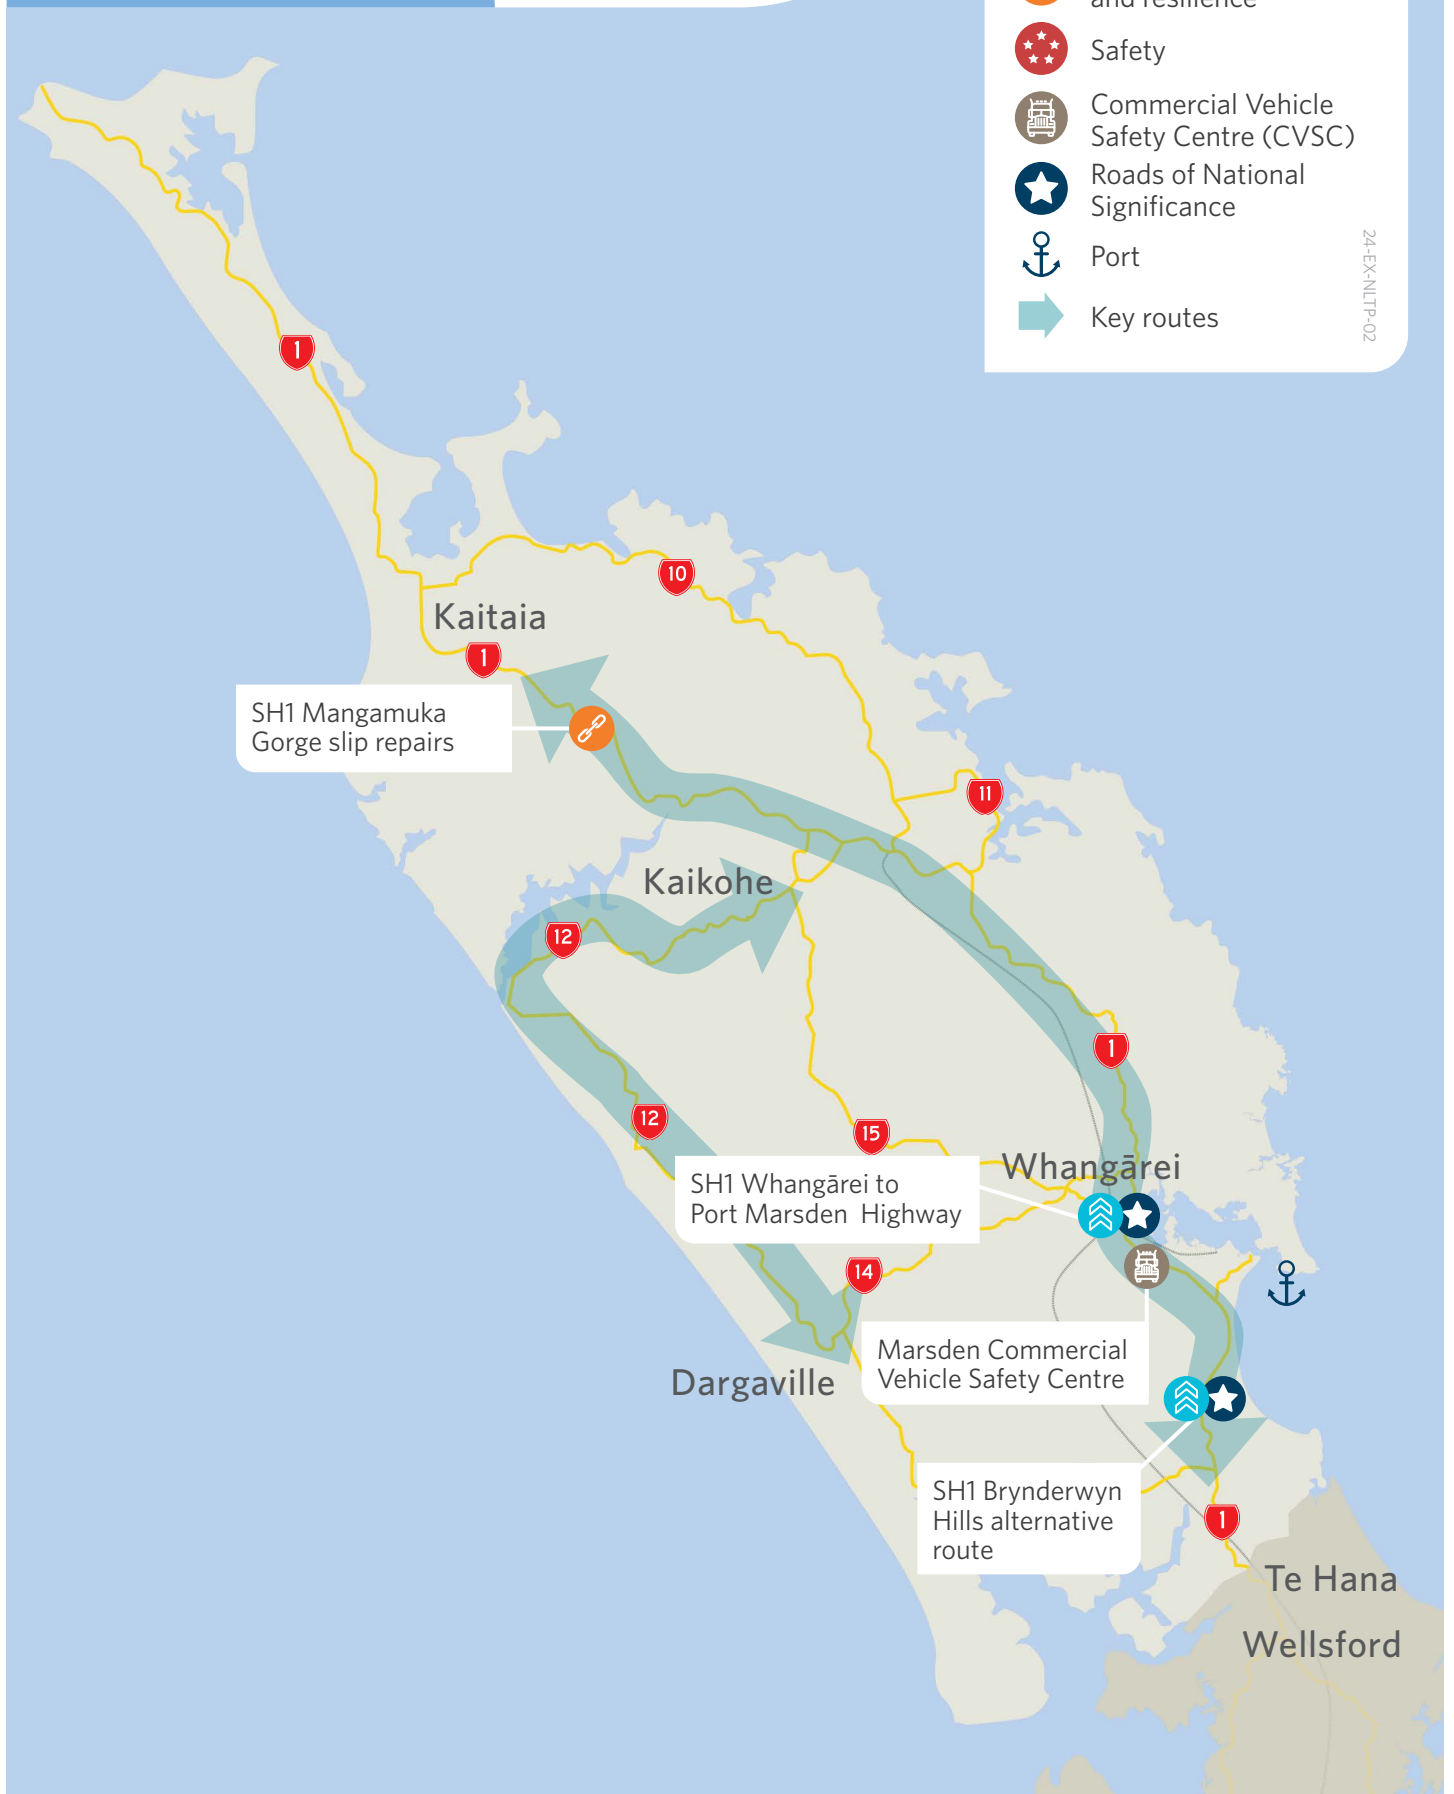 and resilience
Safety
Commercial Vehicle
Safety Centre (CVSC)
Roads of National
Significance
Port
Key routes
24-EX-NLTP-02
1
10
Kaitaia
1
SH1 Mangamuka
Gorge slip repairs
11
Kaikohe
12
1
12
15
Whangārei
SH1 Whangārei to
Port Marsden Highway
14
Marsden Commercial
Vehicle Safety Centre
Dargaville
SH1 Brynderwyn
Hills alternative
route
1
Te Hana
Wellsford